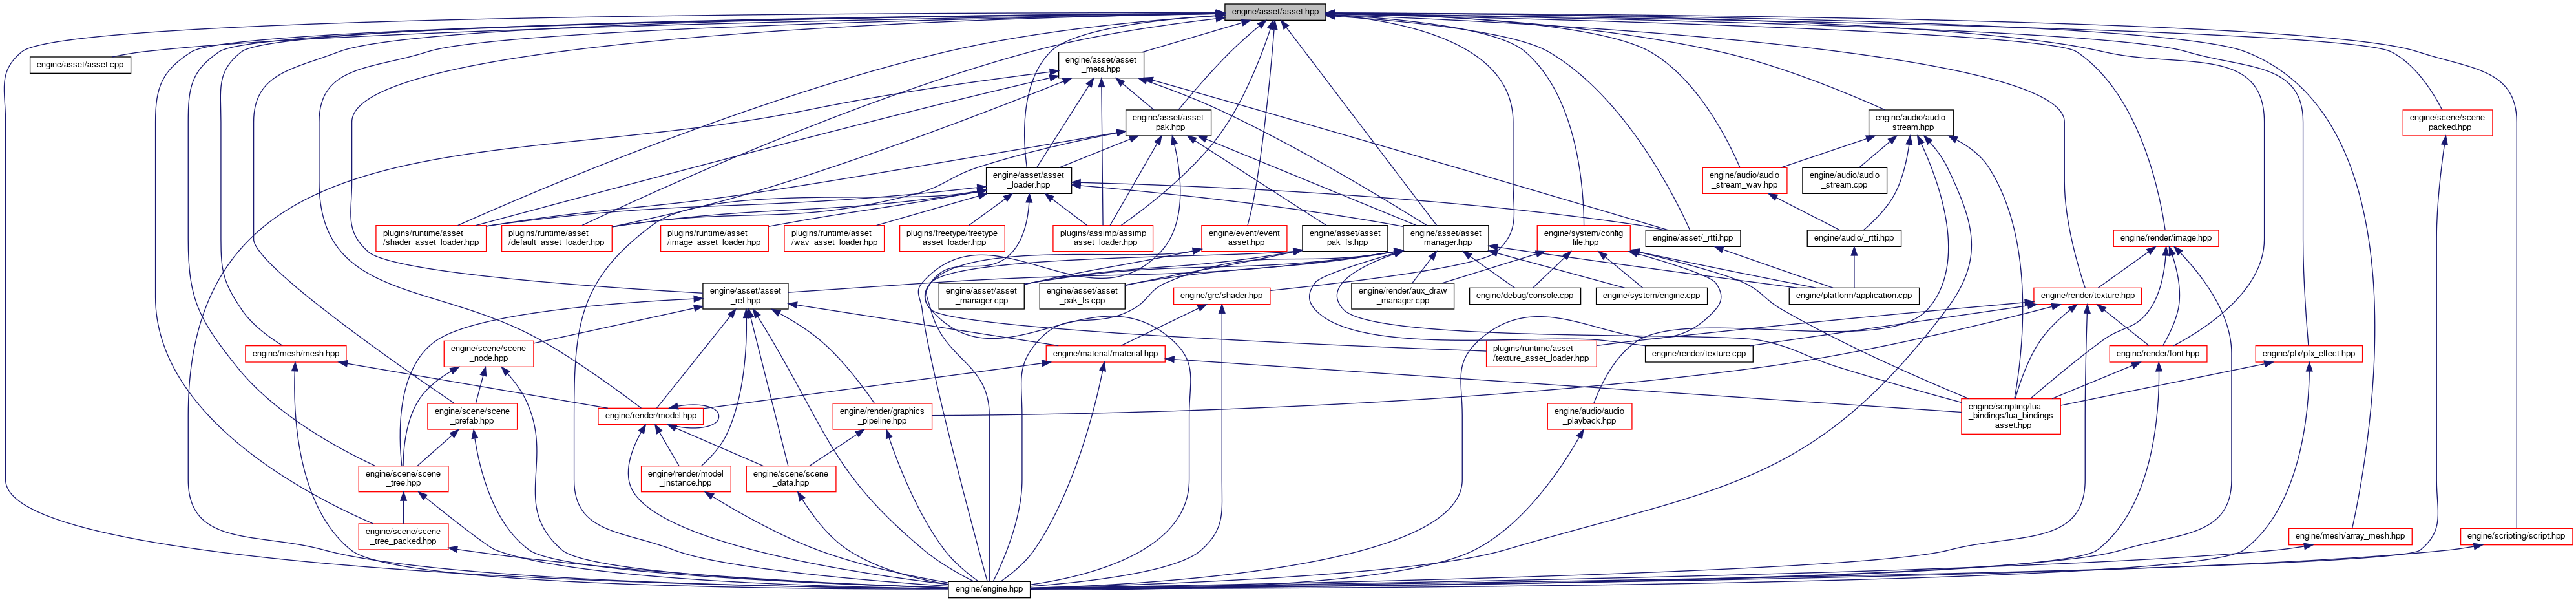 engine/asset/asset.hpp
engine/asset/asset.cpp
engine/asset/asset
_meta.hpp
engine/asset/asset
_pak.hpp
engine/audio/audio
_stream.hpp
engine/scene/scene
_packed.hpp
engine/asset/asset
_loader.hpp
engine/audio/audio
_stream_wav.hpp
engine/audio/audio
_stream.cpp
plugins/runtime/asset
/shader_asset_loader.hpp
plugins/runtime/asset
/default_asset_loader.hpp
plugins/runtime/asset
/image_asset_loader.hpp
plugins/runtime/asset
/wav_asset_loader.hpp
plugins/freetype/freetype
_asset_loader.hpp
plugins/assimp/assimp
_asset_loader.hpp
engine/event/event
_asset.hpp
engine/asset/asset
_pak_fs.hpp
engine/asset/asset
_manager.hpp
engine/system/config
_file.hpp
engine/asset/_rtti.hpp
engine/audio/_rtti.hpp
engine/render/image.hpp
engine/asset/asset
_ref.hpp
engine/asset/asset
_manager.cpp
engine/asset/asset
_pak_fs.cpp
engine/grc/shader.hpp
engine/render/aux_draw
_manager.cpp
engine/debug/console.cpp
engine/system/engine.cpp
engine/platform/application.cpp
engine/render/texture.hpp
engine/mesh/mesh.hpp
engine/scene/scene
_node.hpp
engine/material/material.hpp
plugins/runtime/asset
/texture_asset_loader.hpp
engine/render/texture.cpp
engine/render/font.hpp
engine/pfx/pfx_effect.hpp
engine/scene/scene
_prefab.hpp
engine/render/model.hpp
engine/render/graphics
_pipeline.hpp
engine/audio/audio
_playback.hpp
engine/scripting/lua
_bindings/lua_bindings
_asset.hpp
engine/scene/scene
_tree.hpp
engine/render/model
_instance.hpp
engine/scene/scene
_data.hpp
engine/scene/scene
_tree_packed.hpp
engine/mesh/array_mesh.hpp
engine/scripting/script.hpp
engine/engine.hpp